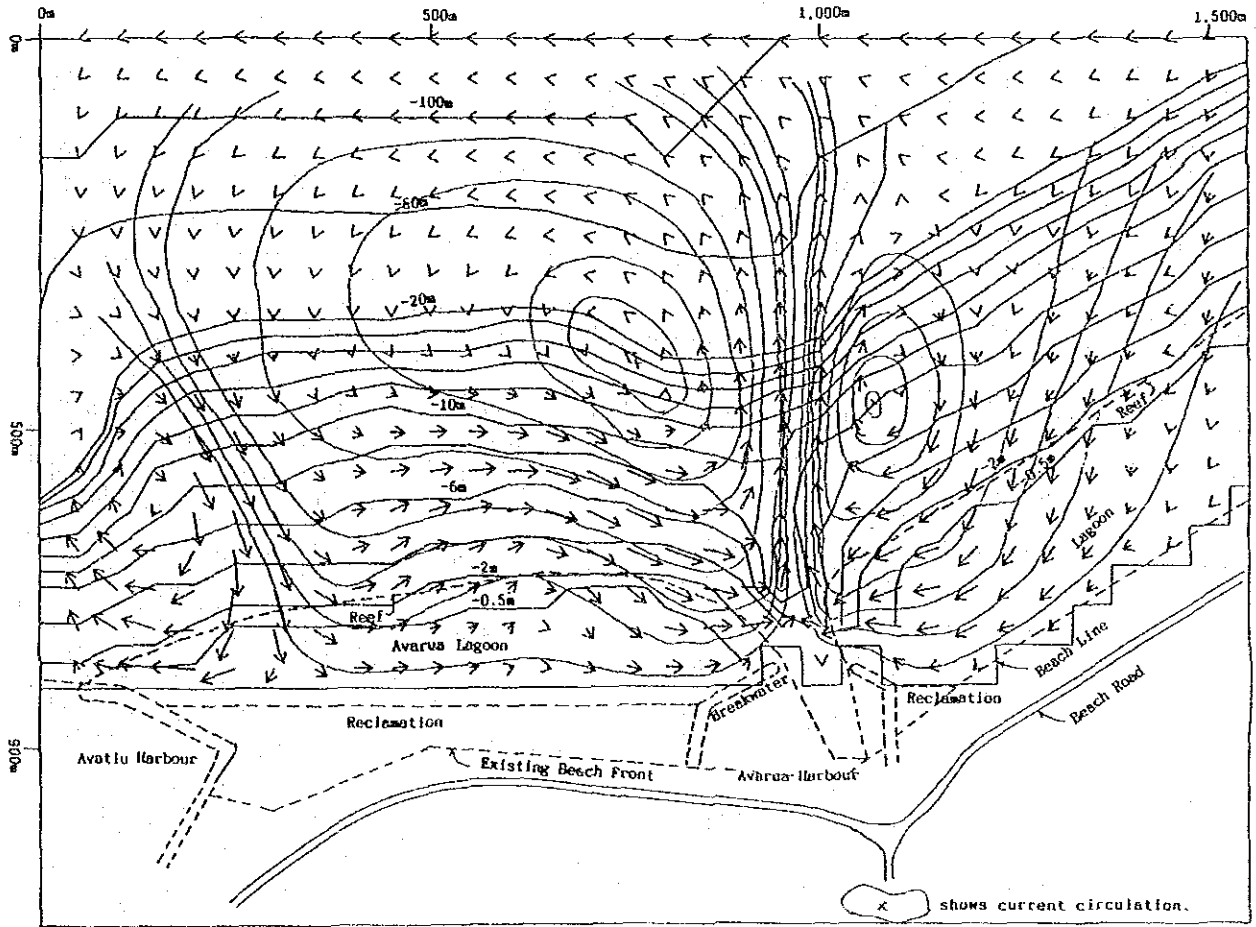 0m 500m 1,000m 1.500m
0m
-100m
-60m
-20m
-10m
500m
Reef
-2m
-0.5m
-6m
Lagoon
-2m
-0.5m
Reef
Avarua Lagoon
Beach Line
Breakwater
Reclamation
Beach Road
Reclamation
Avatiu Harbour
Existing Beach Front
Avarua Harbour
x shows current circulation.